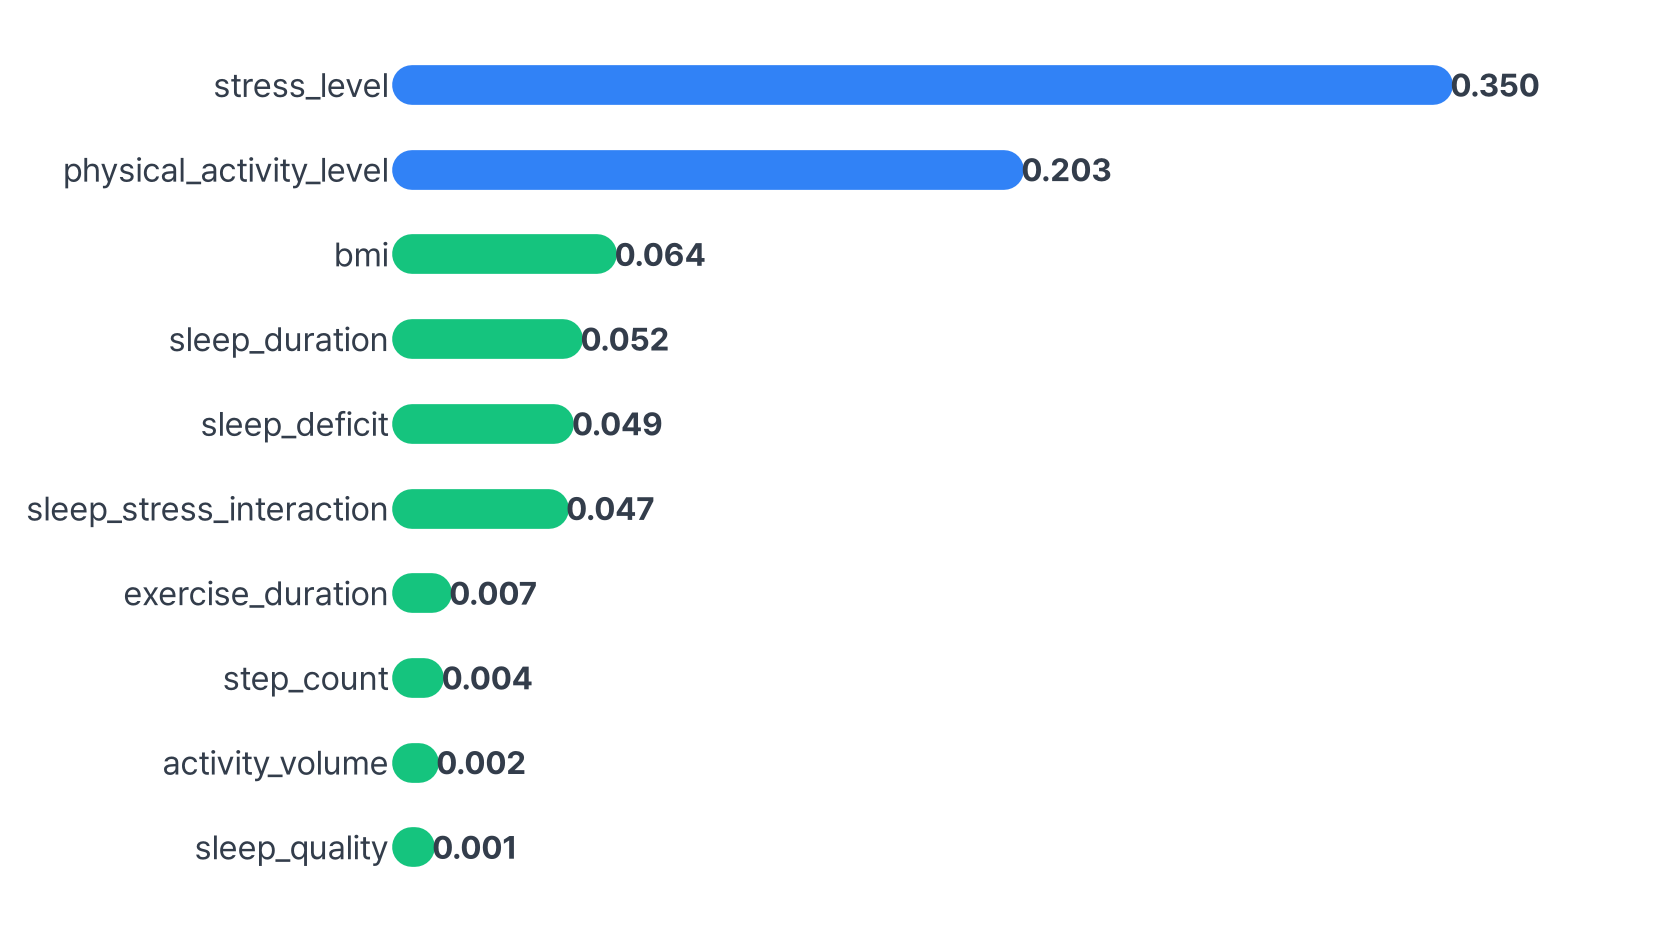 stress_level 0.350
physical_activity_level 0.203
bmi 0.064
sleep_duration 0.052
sleep_deficit 0.049
sleep_stress_interaction 0.047
exercise_duration 0.007
step_count 0.004
activity_volume 0.002
sleep_quality 0.001